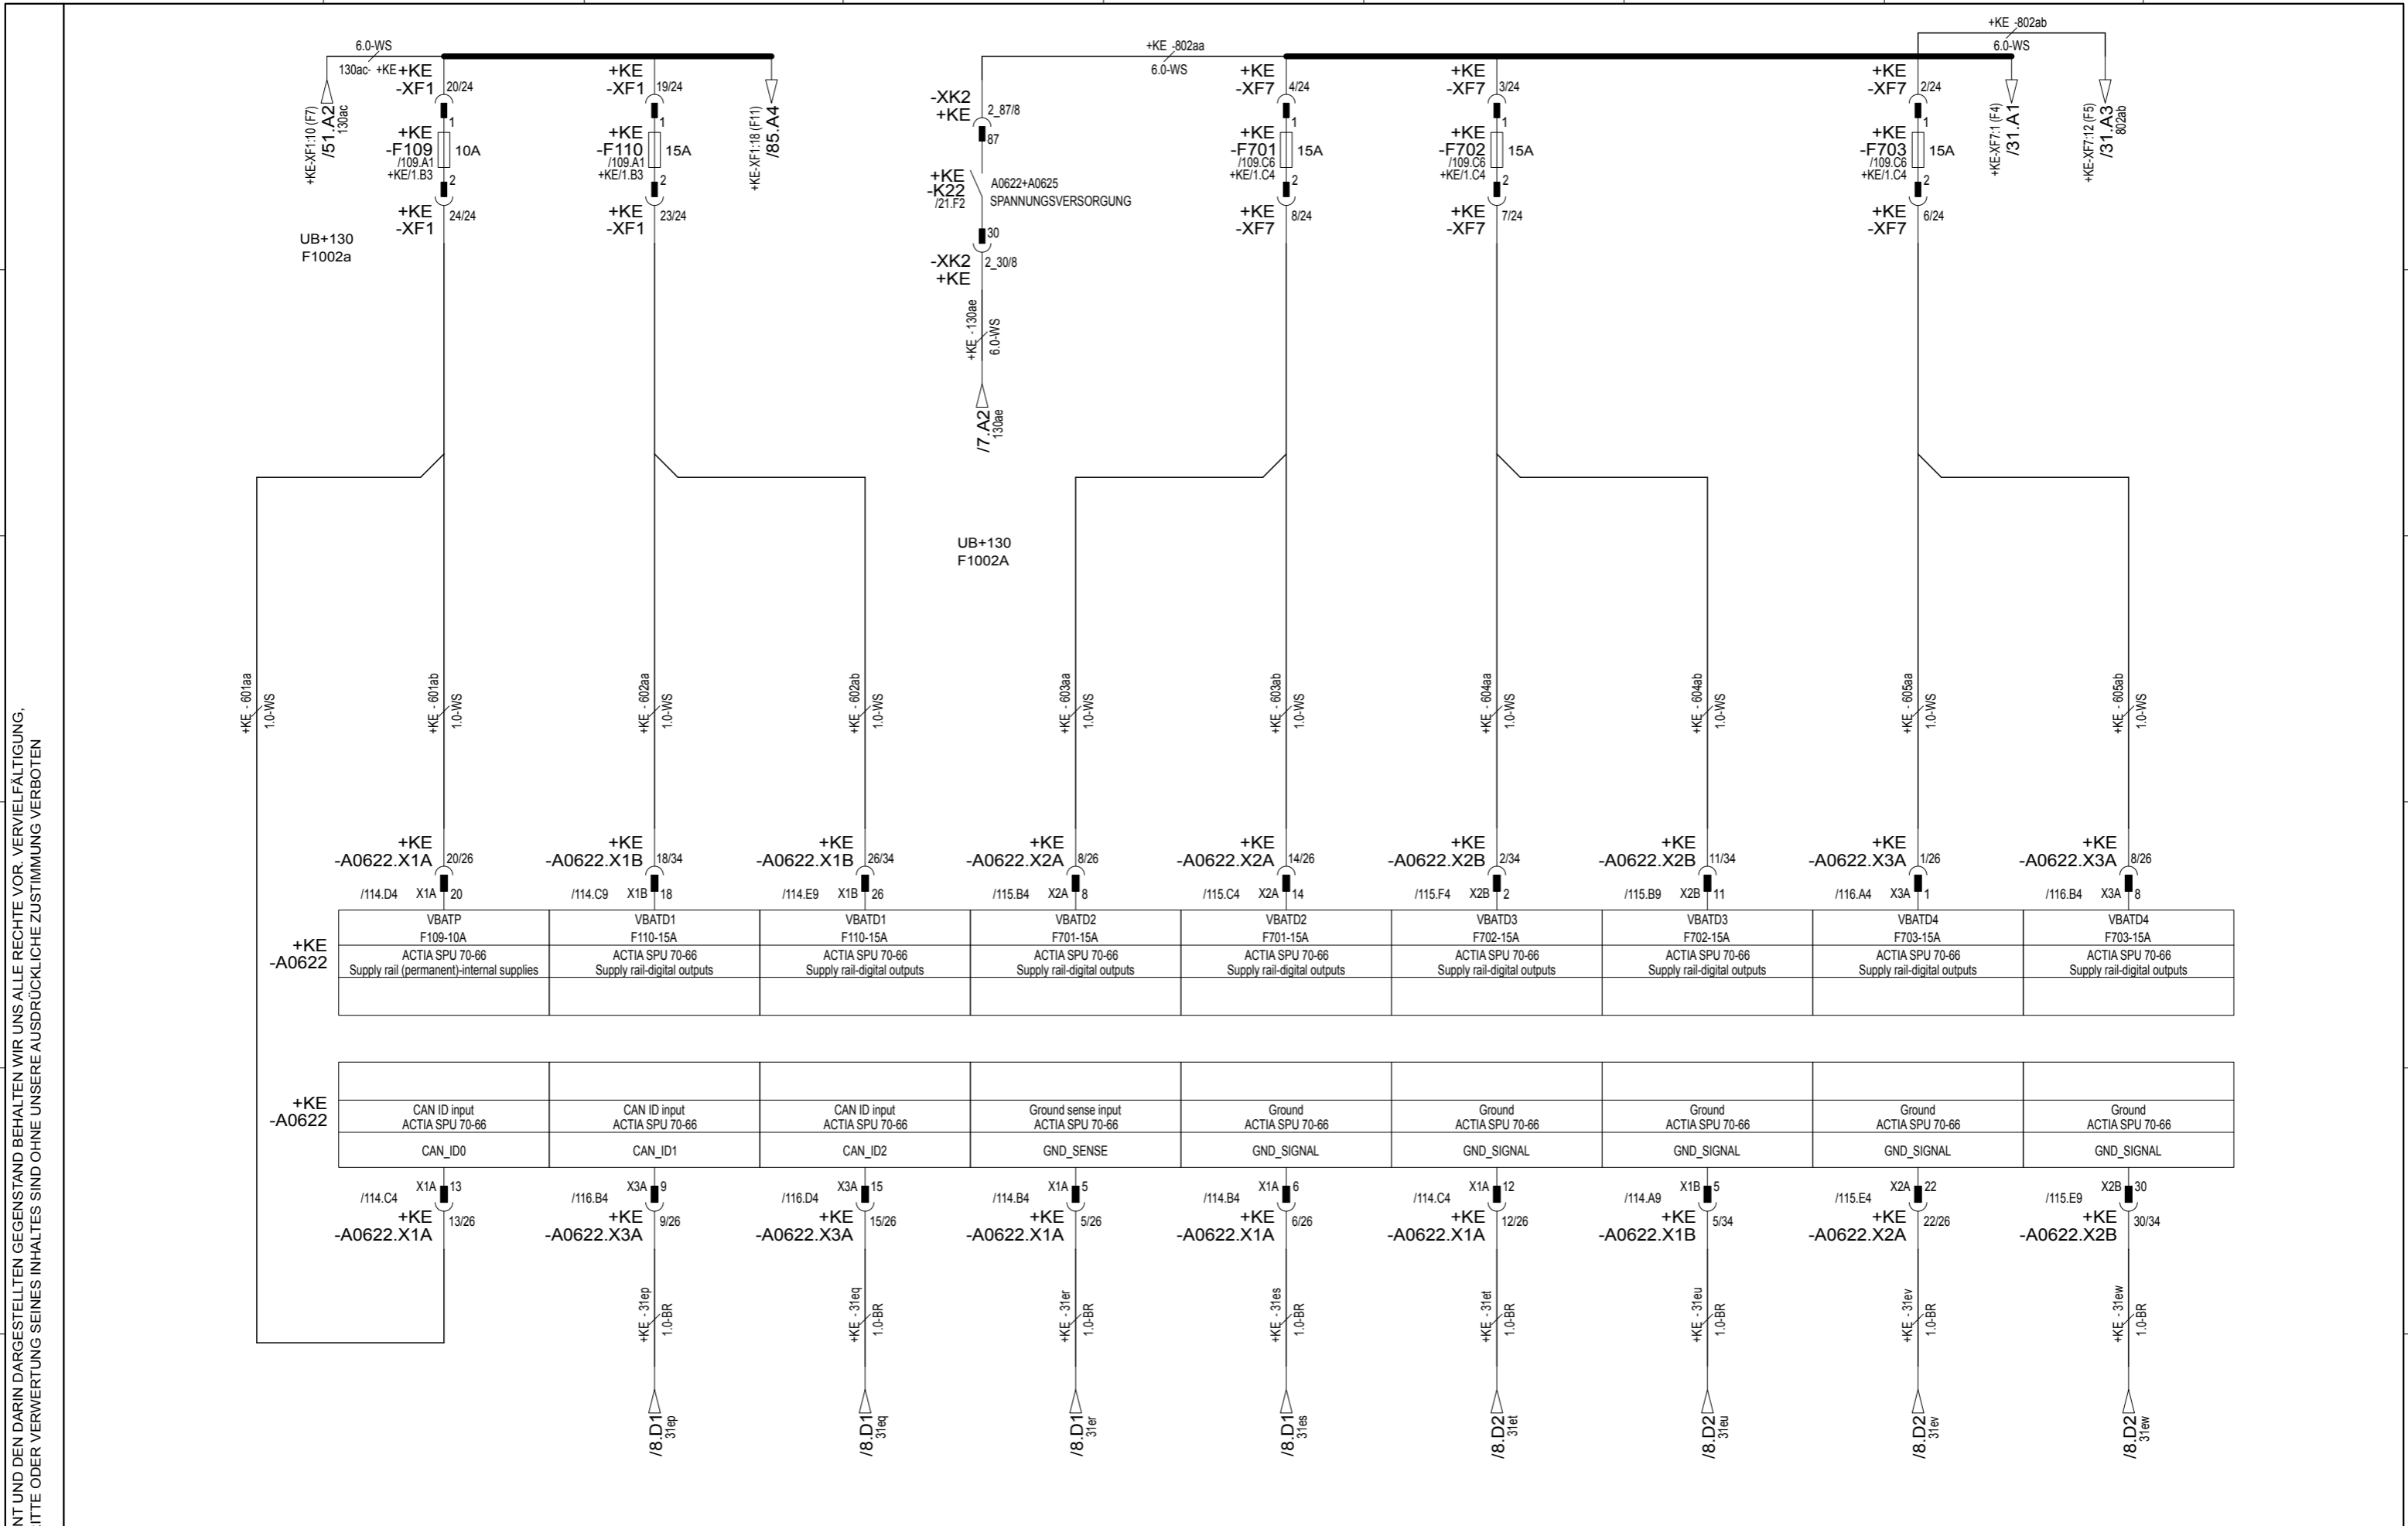 6.0-WS
130ac- +KE
+KE-XF1:10 (F7)
/51.A2
130ac
+KE
-XF1
20/24
1
+KE
-F109
10A
/109.A1
+KE/1.B3
2
+KE
-XF1
24/24
UB+130
F1002a
+KE
-XF1
19/24
1
+KE
-F110
15A
/109.A1
+KE/1.B3
2
+KE
-XF1
23/24
+KE-XF1:18 (F11)
/85.A4
+KE -802aa
6.0-WS
-XK2
+KE
2_87/8
87
+KE
-K22
/21.F2
A0622+A0625
SPANNUNGSVERSORGUNG
30
-XK2
+KE
2_30/8
+KE - 130ae
6.0-WS
/7.A2
130ae
UB+130
F1002A
+KE
-XF7
4/24
1
+KE
-F701
15A
/109.C6
+KE/1.C4
2
+KE
-XF7
8/24
+KE
-XF7
3/24
1
+KE
-F702
15A
/109.C6
+KE/1.C4
2
+KE
-XF7
7/24
+KE
-XF7
2/24
1
+KE
-F703
15A
/109.C6
+KE/1.C4
2
+KE
-XF7
6/24
+KE -802ab
6.0-WS
+KE-XF7:1 (F4)
/31.A1
+KE-XF7:12 (F5)
/31.A3
802ab
+KE - 601aa
1.0-WS
+KE - 601ab
1.0-WS
+KE - 602aa
1.0-WS
+KE - 602ab
1.0-WS
+KE - 603aa
1.0-WS
+KE - 603ab
1.0-WS
+KE - 604aa
1.0-WS
+KE - 604ab
1.0-WS
+KE - 605aa
1.0-WS
+KE - 605ab
1.0-WS
+KE
-A0622.X1A
20/26
/114.D4 X1A 20
+KE
-A0622.X1B
18/34
/114.C9 X1B 18
+KE
-A0622.X1B
26/34
/114.E9 X1B 26
+KE
-A0622.X2A
8/26
/115.B4 X2A 8
+KE
-A0622.X2A
14/26
/115.C4 X2A 14
+KE
-A0622.X2B
2/34
/115.F4 X2B 2
+KE
-A0622.X2B
11/34
/115.B9 X2B 11
+KE
-A0622.X3A
1/26
/116.A4 X3A 1
+KE
-A0622.X3A
8/26
/116.B4 X3A 8
+KE
-A0622
VBATP
F109-10A
ACTIA SPU 70-66
Supply rail (permanent)-internal supplies
VBATD1
F110-15A
ACTIA SPU 70-66
Supply rail-digital outputs
VBATD1
F110-15A
ACTIA SPU 70-66
Supply rail-digital outputs
VBATD2
F701-15A
ACTIA SPU 70-66
Supply rail-digital outputs
VBATD2
F701-15A
ACTIA SPU 70-66
Supply rail-digital outputs
VBATD3
F702-15A
ACTIA SPU 70-66
Supply rail-digital outputs
VBATD3
F702-15A
ACTIA SPU 70-66
Supply rail-digital outputs
VBATD4
F703-15A
ACTIA SPU 70-66
Supply rail-digital outputs
VBATD4
F703-15A
ACTIA SPU 70-66
Supply rail-digital outputs
+KE
-A0622
CAN ID input
ACTIA SPU 70-66
CAN_ID0
CAN ID input
ACTIA SPU 70-66
CAN_ID1
CAN ID input
ACTIA SPU 70-66
CAN_ID2
Ground sense input
ACTIA SPU 70-66
GND_SENSE
Ground
ACTIA SPU 70-66
GND_SIGNAL
Ground
ACTIA SPU 70-66
GND_SIGNAL
Ground
ACTIA SPU 70-66
GND_SIGNAL
Ground
ACTIA SPU 70-66
GND_SIGNAL
Ground
ACTIA SPU 70-66
GND_SIGNAL
/114.C4 X1A 13
+KE
-A0622.X1A
13/26
/116.B4 X3A 9
+KE
-A0622.X3A
9/26
/116.D4 X3A 15
+KE
-A0622.X3A
15/26
/114.B4 X1A 5
+KE
-A0622.X1A
5/26
/114.B4 X1A 6
+KE
-A0622.X1A
6/26
/114.C4 X1A 12
+KE
-A0622.X1A
12/26
/114.A9 X1B 5
+KE
-A0622.X1B
5/34
/115.E4 X2A 22
+KE
-A0622.X2A
22/26
/115.E9 X2B 30
+KE
-A0622.X2B
30/34
+KE - 31ep
1.0-BR
/8.D1
31ep
+KE - 31eq
1.0-BR
/8.D1
31eq
+KE - 31er
1.0-BR
/8.D1
31er
+KE - 31es
1.0-BR
/8.D1
31es
+KE - 31et
1.0-BR
/8.D2
31et
+KE - 31eu
1.0-BR
/8.D2
31eu
+KE - 31ev
1.0-BR
/8.D2
31ev
+KE - 31ew
1.0-BR
/8.D2
31ew
UND DEN DARIN DARGESTELLTEN GEGENSTAND BEHALTEN WIR UNS ALLE RECHTE VOR. VERVIELFÄLTIGUNG,
ODER VERWERTUNG SEINES INHALTES SIND OHNE UNSERE AUSDRÜCKLICHE ZUSTIMMUNG VERBOTEN